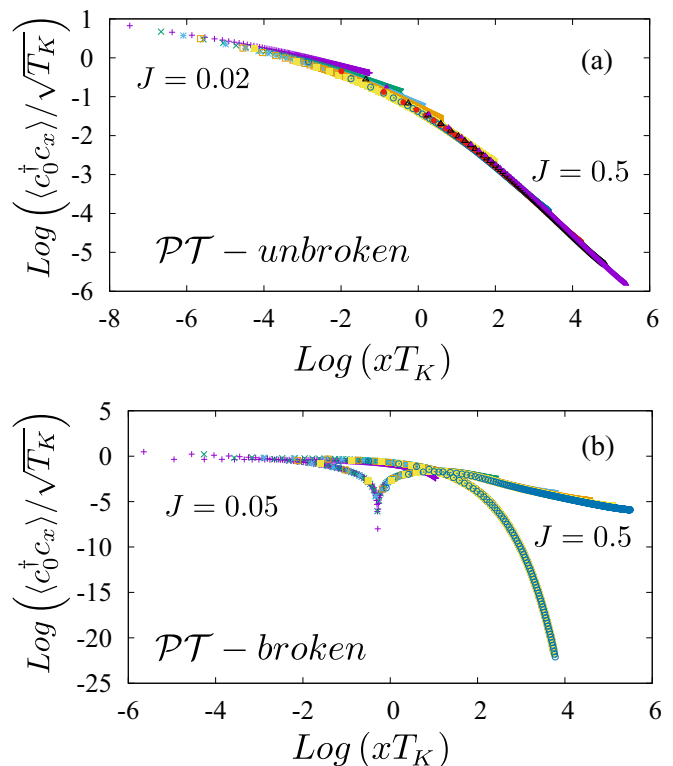 1
0
-1
-2
-3
-4
-5
-6
Log (⟨c₀†cₓ⟩/√T_K)
(a)
J = 0.02
J = 0.5
𝒫𝒯 − unbroken
-8 -6 -4 -2 0 2 4 6
Log (xT_K)
5
0
-5
-10
-15
-20
-25
Log (⟨c₀†cₓ⟩/√T_K)
(b)
J = 0.05
J = 0.5
𝒫𝒯 − broken
-6 -4 -2 0 2 4 6
Log (xT_K)